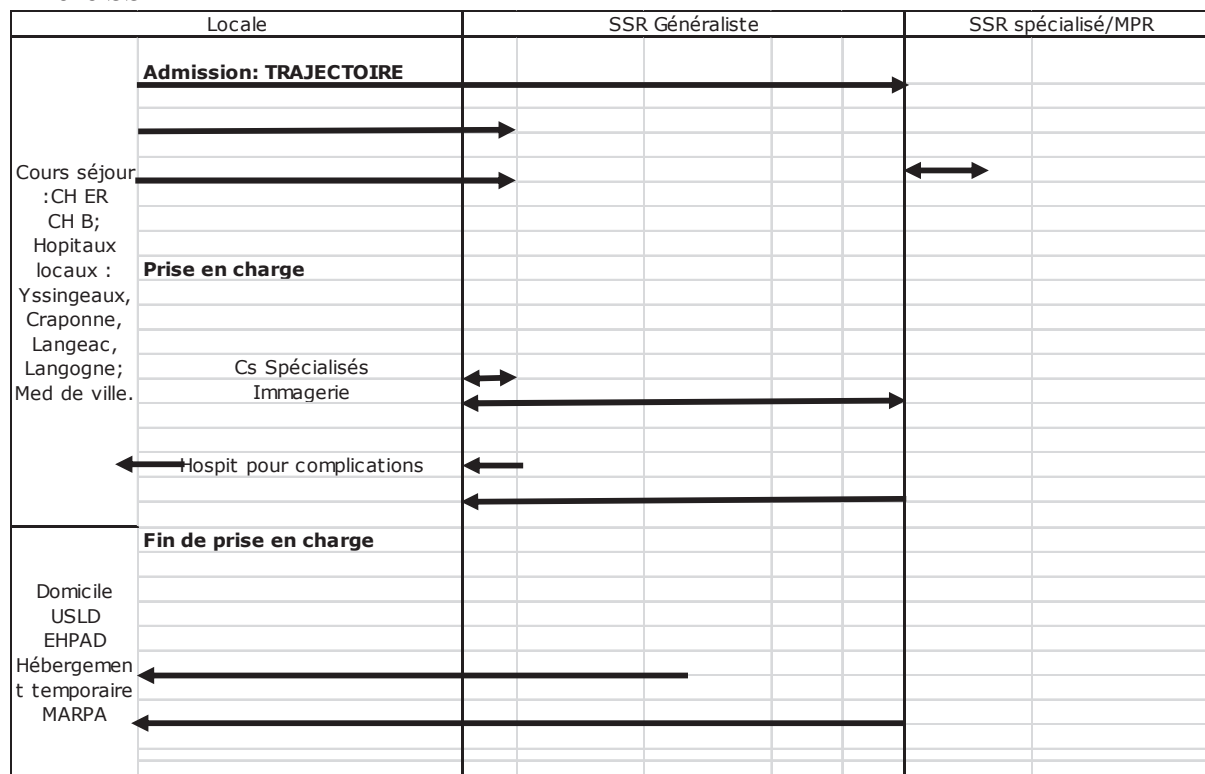 Locale
SSR Généraliste
SSR spécialisé/MPR
Admission: TRAJECTOIRE
Cours séjour
:CH ER
CH B;
Hopitaux
locaux :
Yssingeaux,
Craponne,
Langeac,
Langogne;
Med de ville.
Prise en charge
Cs Spécialisés
Immagerie
Hospit pour complications
Fin de prise en charge
Domicile
USLD
EHPAD
Hébergemen
t temporaire
MARPA